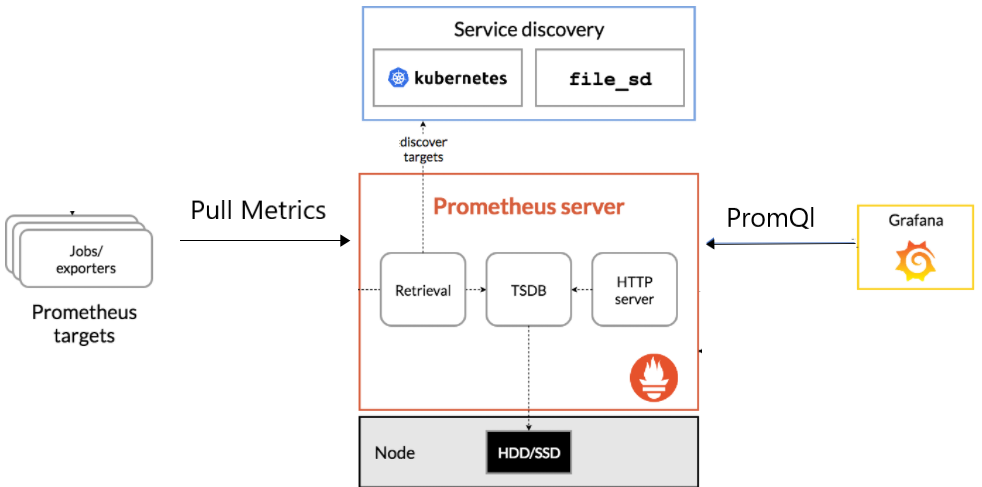 Service discovery
kubernetes
file_sd
discover
targets
Pull Metrics
Prometheus server
PromQl
Grafana
Jobs/
exporters
Retrieval
TSDB
HTTP
server
Prometheus
targets
Node
HDD/SSD